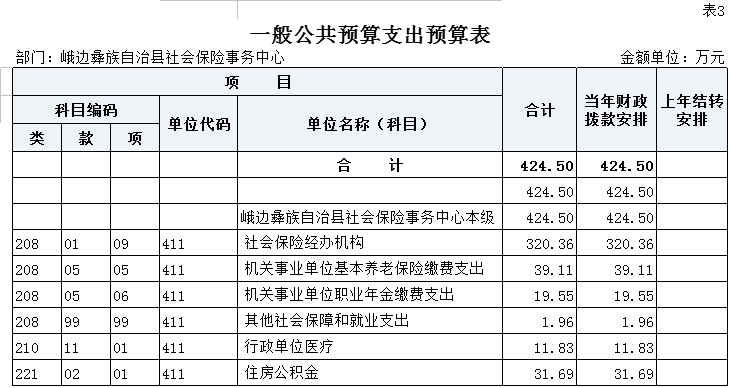 表3
一般公共预算支出预算表
部门：峨边彝族自治县社会保险事务中心 金额单位：万元
项 目 合计 当年财政拨款安排 上年结转安排
科目编码 单位代码 单位名称（科目）
类 款 项
合 计 424.50 424.50
424.50 424.50
峨边彝族自治县社会保险事务中心本级 424.50 424.50
208 01 09 411 社会保险经办机构 320.36 320.36
208 05 05 411 机关事业单位基本养老保险缴费支出 39.11 39.11
208 05 06 411 机关事业单位职业年金缴费支出 19.55 19.55
208 99 99 411 其他社会保障和就业支出 1.96 1.96
210 11 01 411 行政单位医疗 11.83 11.83
221 02 01 411 住房公积金 31.69 31.69